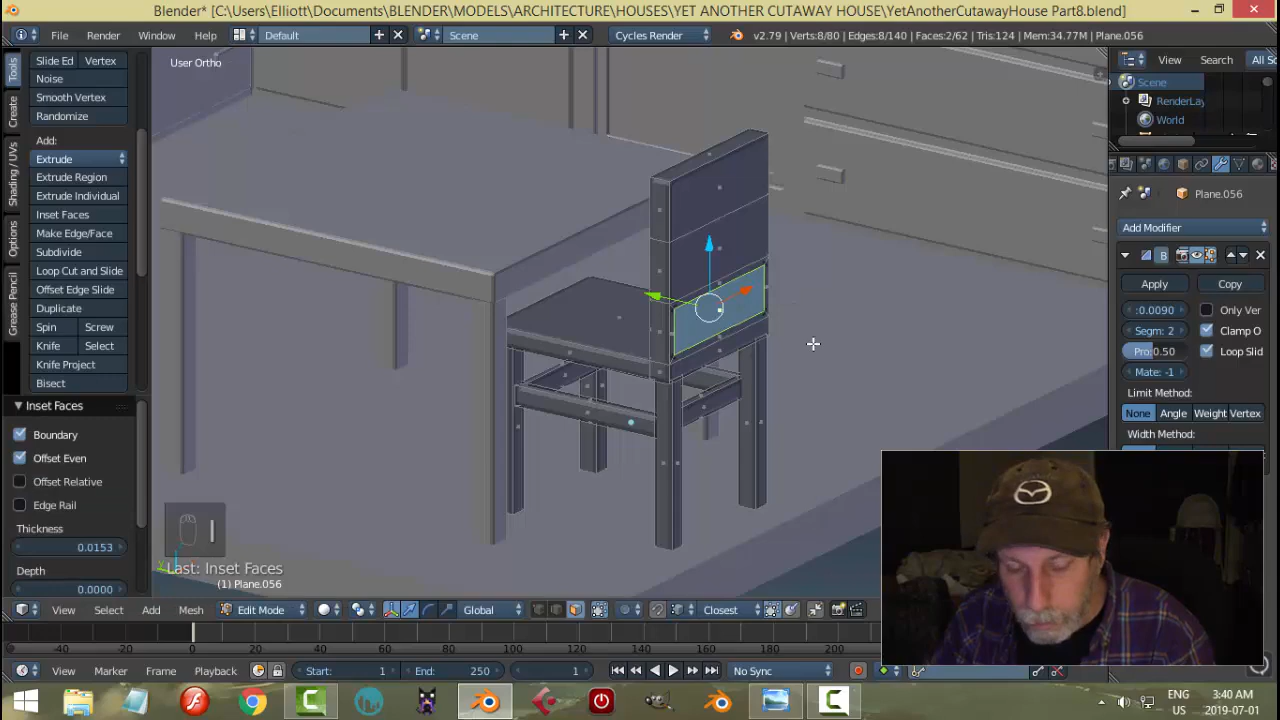 Blender* [C:\Users\Elliott\Documents\BLENDER\MODELS\ARCHITECTURE\HOUSES\YET ANOTHER CUTAWAY HOUSE\YetAnotherCutawayHouse Part8.blend]
File Render Window Help Default Scene Cycles Render v2.79 | Verts:8/80 | Edges:8/140 | Faces:2/62 | Tris:124 | Mem:34.77M | Plane.056
Slide Ed Vertex
Noise
Smooth Vertex
Randomize
Add:
Extrude
Extrude Region
Extrude Individual
Inset Faces
Make Edge/Face
Subdivide
Loop Cut and Slide
Offset Edge Slide
Duplicate
Spin Screw
Knife Select
Knife Project
Bisect
Tools
Create
Shading / UVs
Options
Grease Pencil
Inset Faces
Boundary
Offset Even
Offset Relative
Edge Rail
Thickness
0.0153
Depth
0.0000
User Ortho
I
Last: Inset Faces
(1) Plane.056
View Search All Sc
Scene
RenderLay
World
Plane.056
Add Modifier
B
Apply Copy
:0.0090 Only Ver
Segm: 2 Clamp O
Pro:0.50 Loop Slid
Mate: -1
Limit Method:
None Angle Weight Vertex
Width Method:
View Select Add Mesh Edit Mode Global Closest
-40 -20 0 20 40 60 80 100 120 140 160 180 200
View Marker Frame Playback Start: 1 End: 250 1 No Sync
ENG
US
3:40 AM
2019-07-01